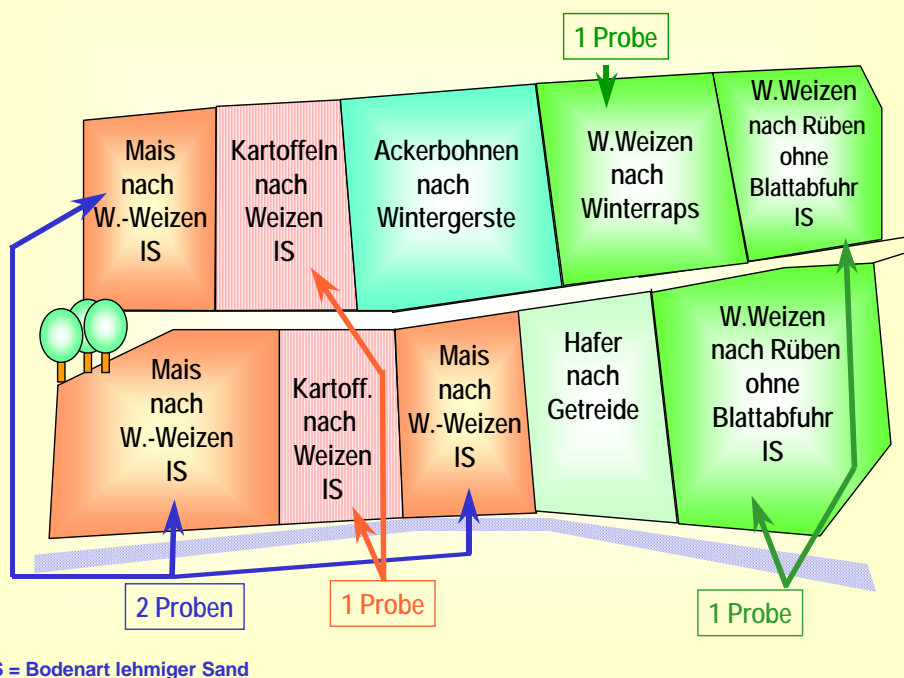 1 Probe
Mais
nach
W.-Weizen
IS
Kartoffeln
nach
Weizen
IS
Ackerbohnen
nach
Wintergerste
W.Weizen
nach
Winterraps
W.Weizen
nach Rüben
ohne
Blattabfuhr
IS
Mais
nach
W.-Weizen
IS
Kartoff.
nach
Weizen
IS
Mais
nach
W.-Weizen
IS
Hafer
nach
Getreide
W.Weizen
nach Rüben
ohne
Blattabfuhr
IS
2 Proben
1 Probe
1 Probe
S = Bodenart lehmiger Sand